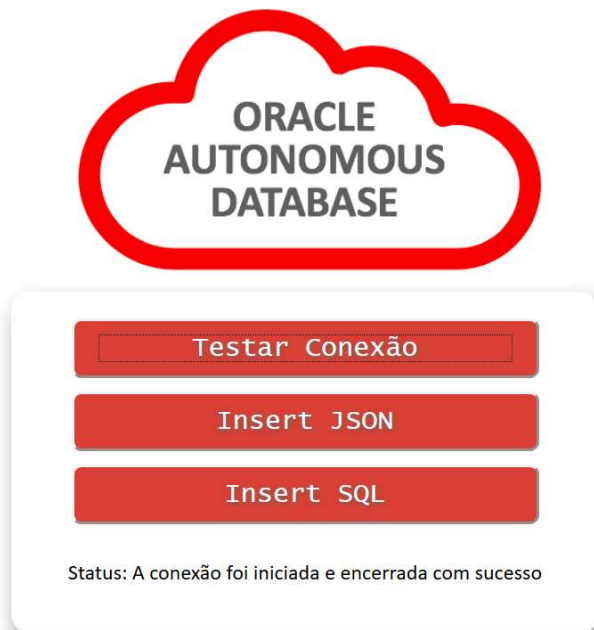 ORACLE
AUTONOMOUS
DATABASE
Testar Conexão
Insert JSON
Insert SQL
Status: A conexão foi iniciada e encerrada com sucesso